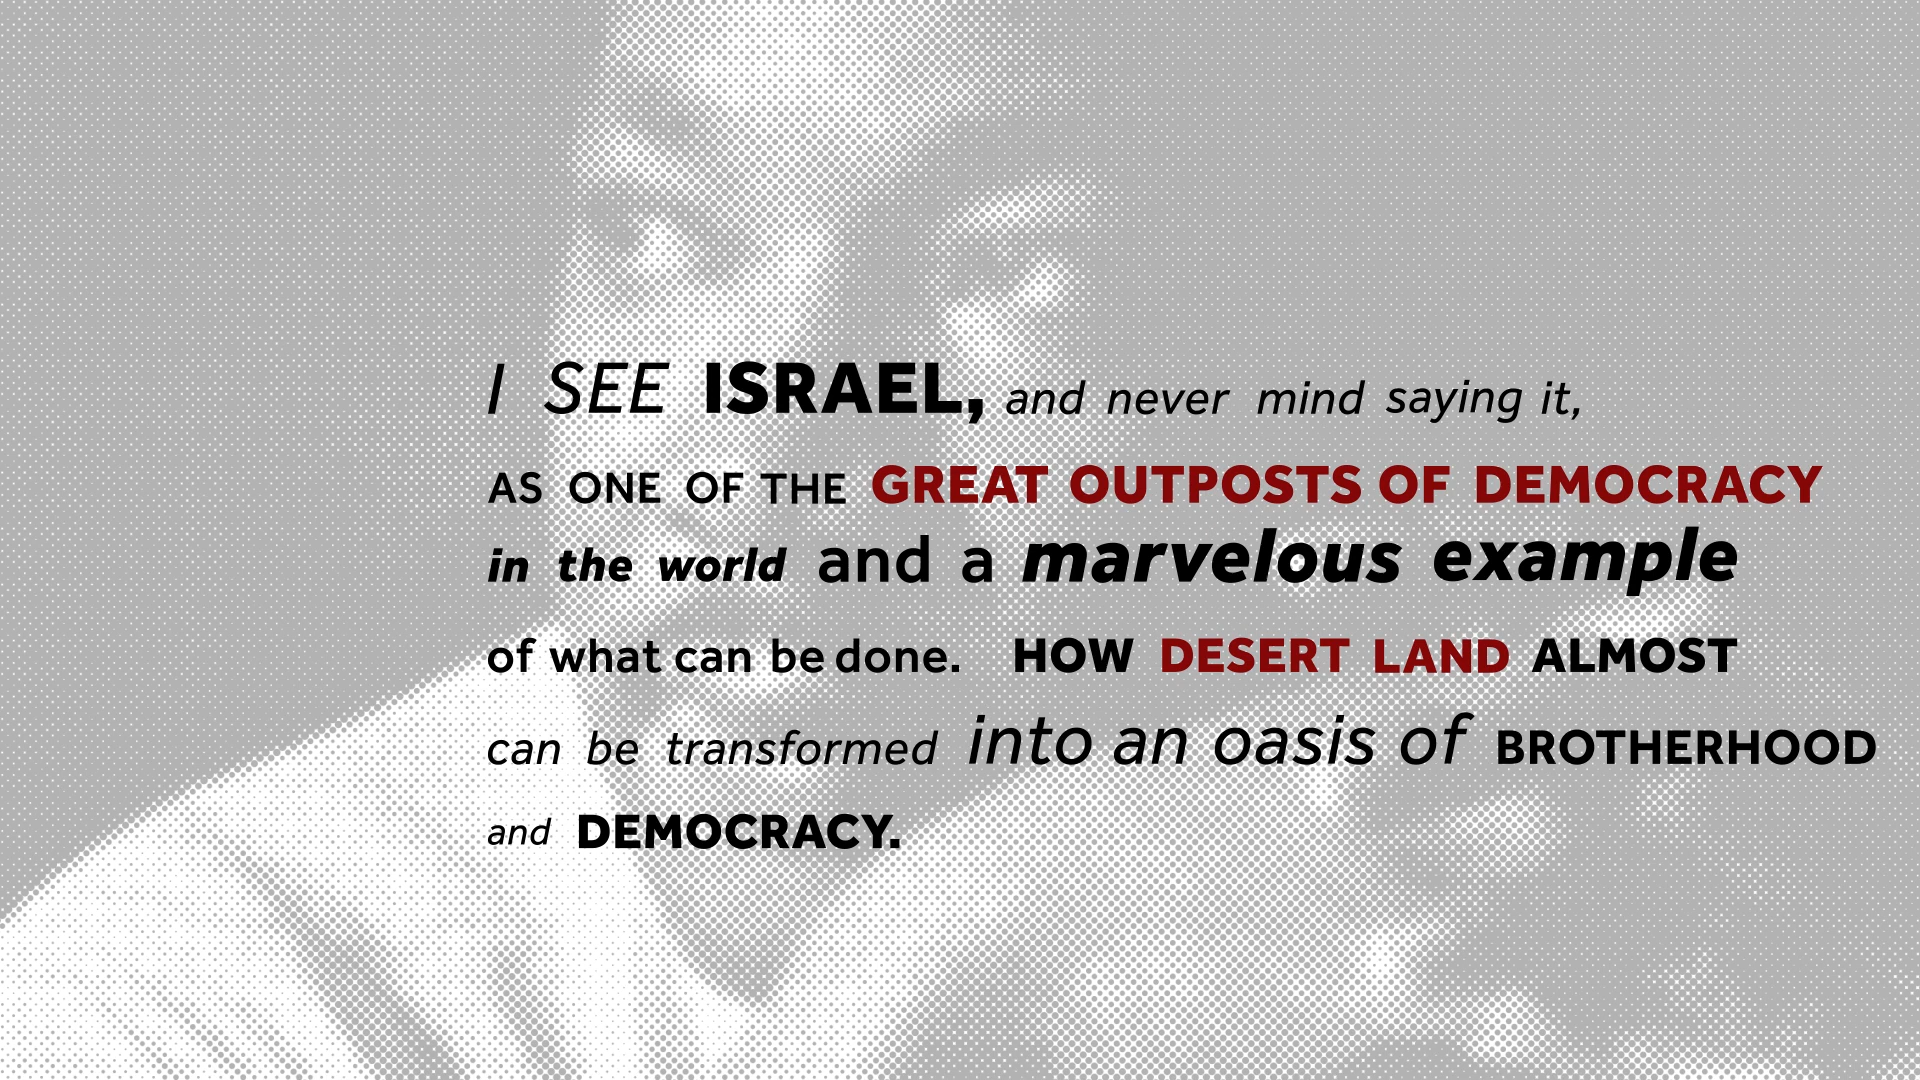 I SEE ISRAEL, and never mind saying it,
AS ONE OF THE GREAT OUTPOSTS OF DEMOCRACY
in the world and a marvelous example
of what can be done. HOW DESERT LAND ALMOST
can be transformed into an oasis of BROTHERHOOD
and DEMOCRACY.